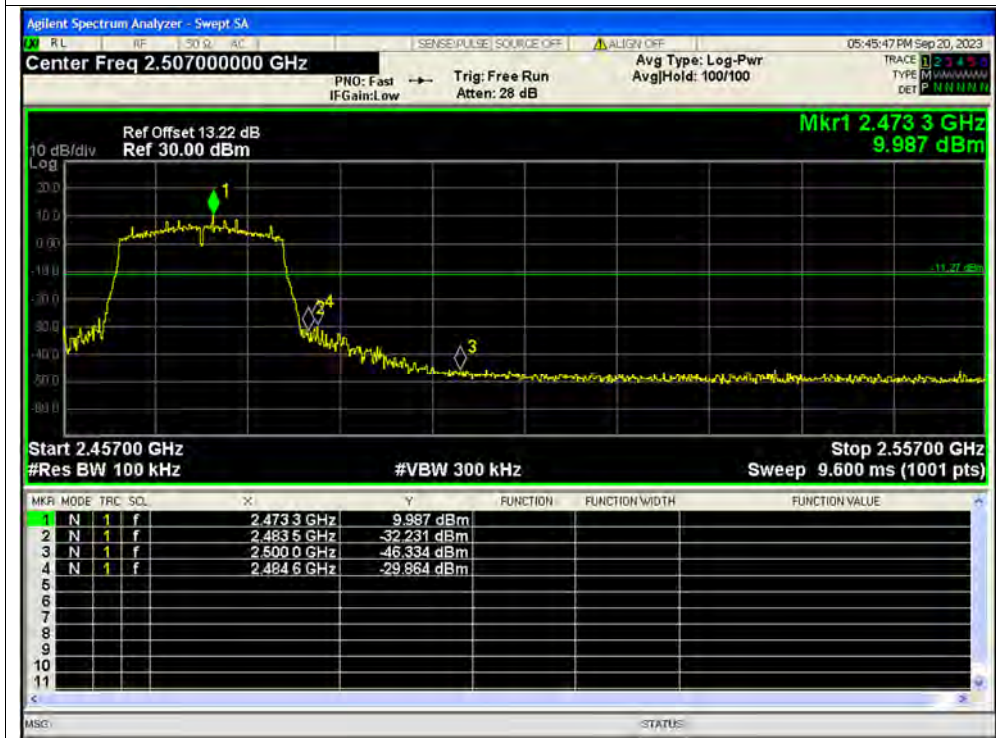 Agilent Spectrum Analyzer - Swept SA
RL RF 50 Ω AC SENSE:PULSE SOURCE OFF ALIGN OFF 05:45:47 PM Sep 20, 2023
Center Freq 2.507000000 GHz
PNO: Fast Trig: Free Run Avg Type: Log-Pwr TRACE 1 2 3 4 5 6
IFGain:Low Atten: 28 dB Avg|Hold: 100/100 TYPE M WWWWW
DET P N N N N N
Mkr1 2.473 3 GHz
9.987 dBm
Ref Offset 13.22 dB
10 dB/div Ref 30.00 dBm
Log
20.0
1
10.0
0.00
-10.0
-11.27 dBm
-20.0
2 4
-30.0
3
-40.0
-50.0
-60.0
Start 2.45700 GHz Stop 2.55700 GHz
#Res BW 100 kHz #VBW 300 kHz Sweep 9.600 ms (1001 pts)
MKR MODE TRC SCL X Y FUNCTION FUNCTION WIDTH FUNCTION VALUE
1 N 1 f 2.473 3 GHz 9.987 dBm
2 N 1 f 2.483 5 GHz -32.231 dBm
3 N 1 f 2.500 0 GHz -46.334 dBm
4 N 1 f 2.484 6 GHz -29.864 dBm
5
6
7
8
9
10
11
MSG STATUS